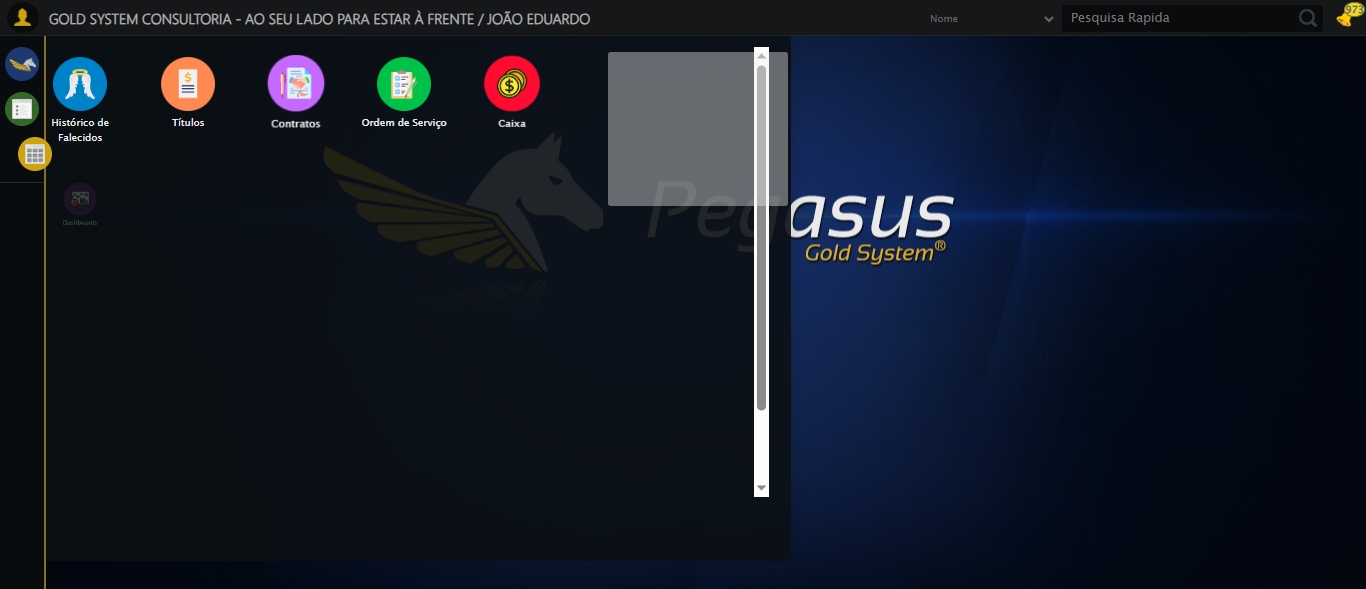 GOLD SYSTEM CONSULTORIA - AO SEU LADO PARA ESTAR À FRENTE / JOÃO EDUARDO
Nome
Pesquisa Rapida
973
Histórico de
Falecidos
Títulos
Contratos
Ordem de Serviço
Caixa
Dashboards
Pegasus
Gold System®